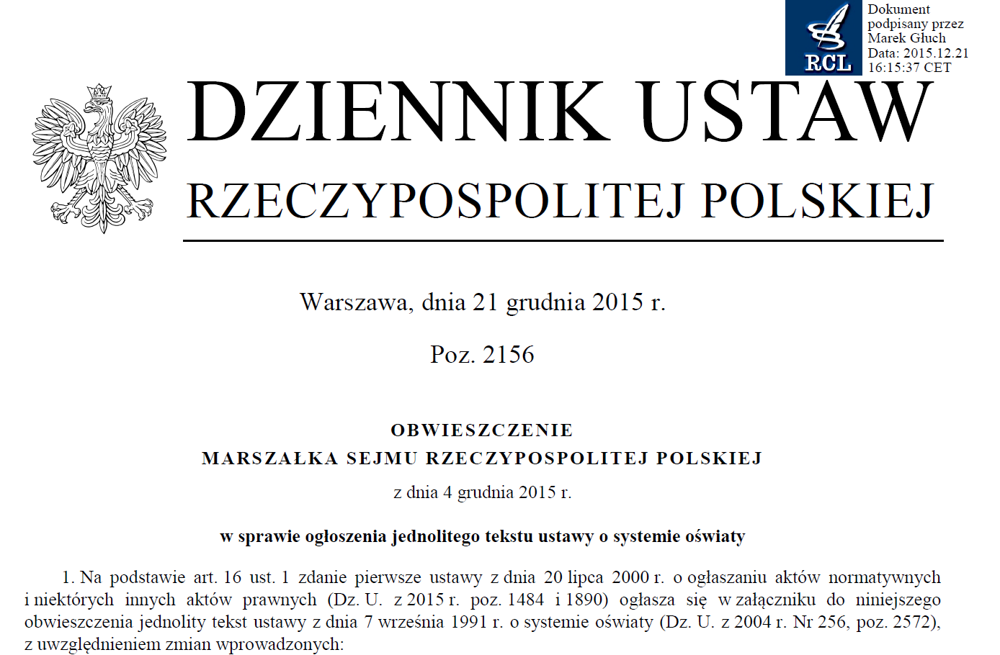 RCL
Dokument
podpisany przez
Marek Głuch
Data: 2015.12.21
16:15:37 CET
DZIENNIK USTAW
RZECZYPOSPOLITEJ POLSKIEJ
Warszawa, dnia 21 grudnia 2015 r.
Poz. 2156
OBWIESZCZENIE
MARSZAŁKA SEJMU RZECZYPOSPOLITEJ POLSKIEJ
z dnia 4 grudnia 2015 r.
w sprawie ogłoszenia jednolitego tekstu ustawy o systemie oświaty
1. Na podstawie art. 16 ust. 1 zdanie pierwsze ustawy z dnia 20 lipca 2000 r. o ogłaszaniu aktów normatywnych
i niektórych innych aktów prawnych (Dz. U. z 2015 r. poz. 1484 i 1890) ogłasza się w załączniku do niniejszego
obwieszczenia jednolity tekst ustawy z dnia 7 września 1991 r. o systemie oświaty (Dz. U. z 2004 r. Nr 256, poz. 2572),
z uwzględnieniem zmian wprowadzonych: